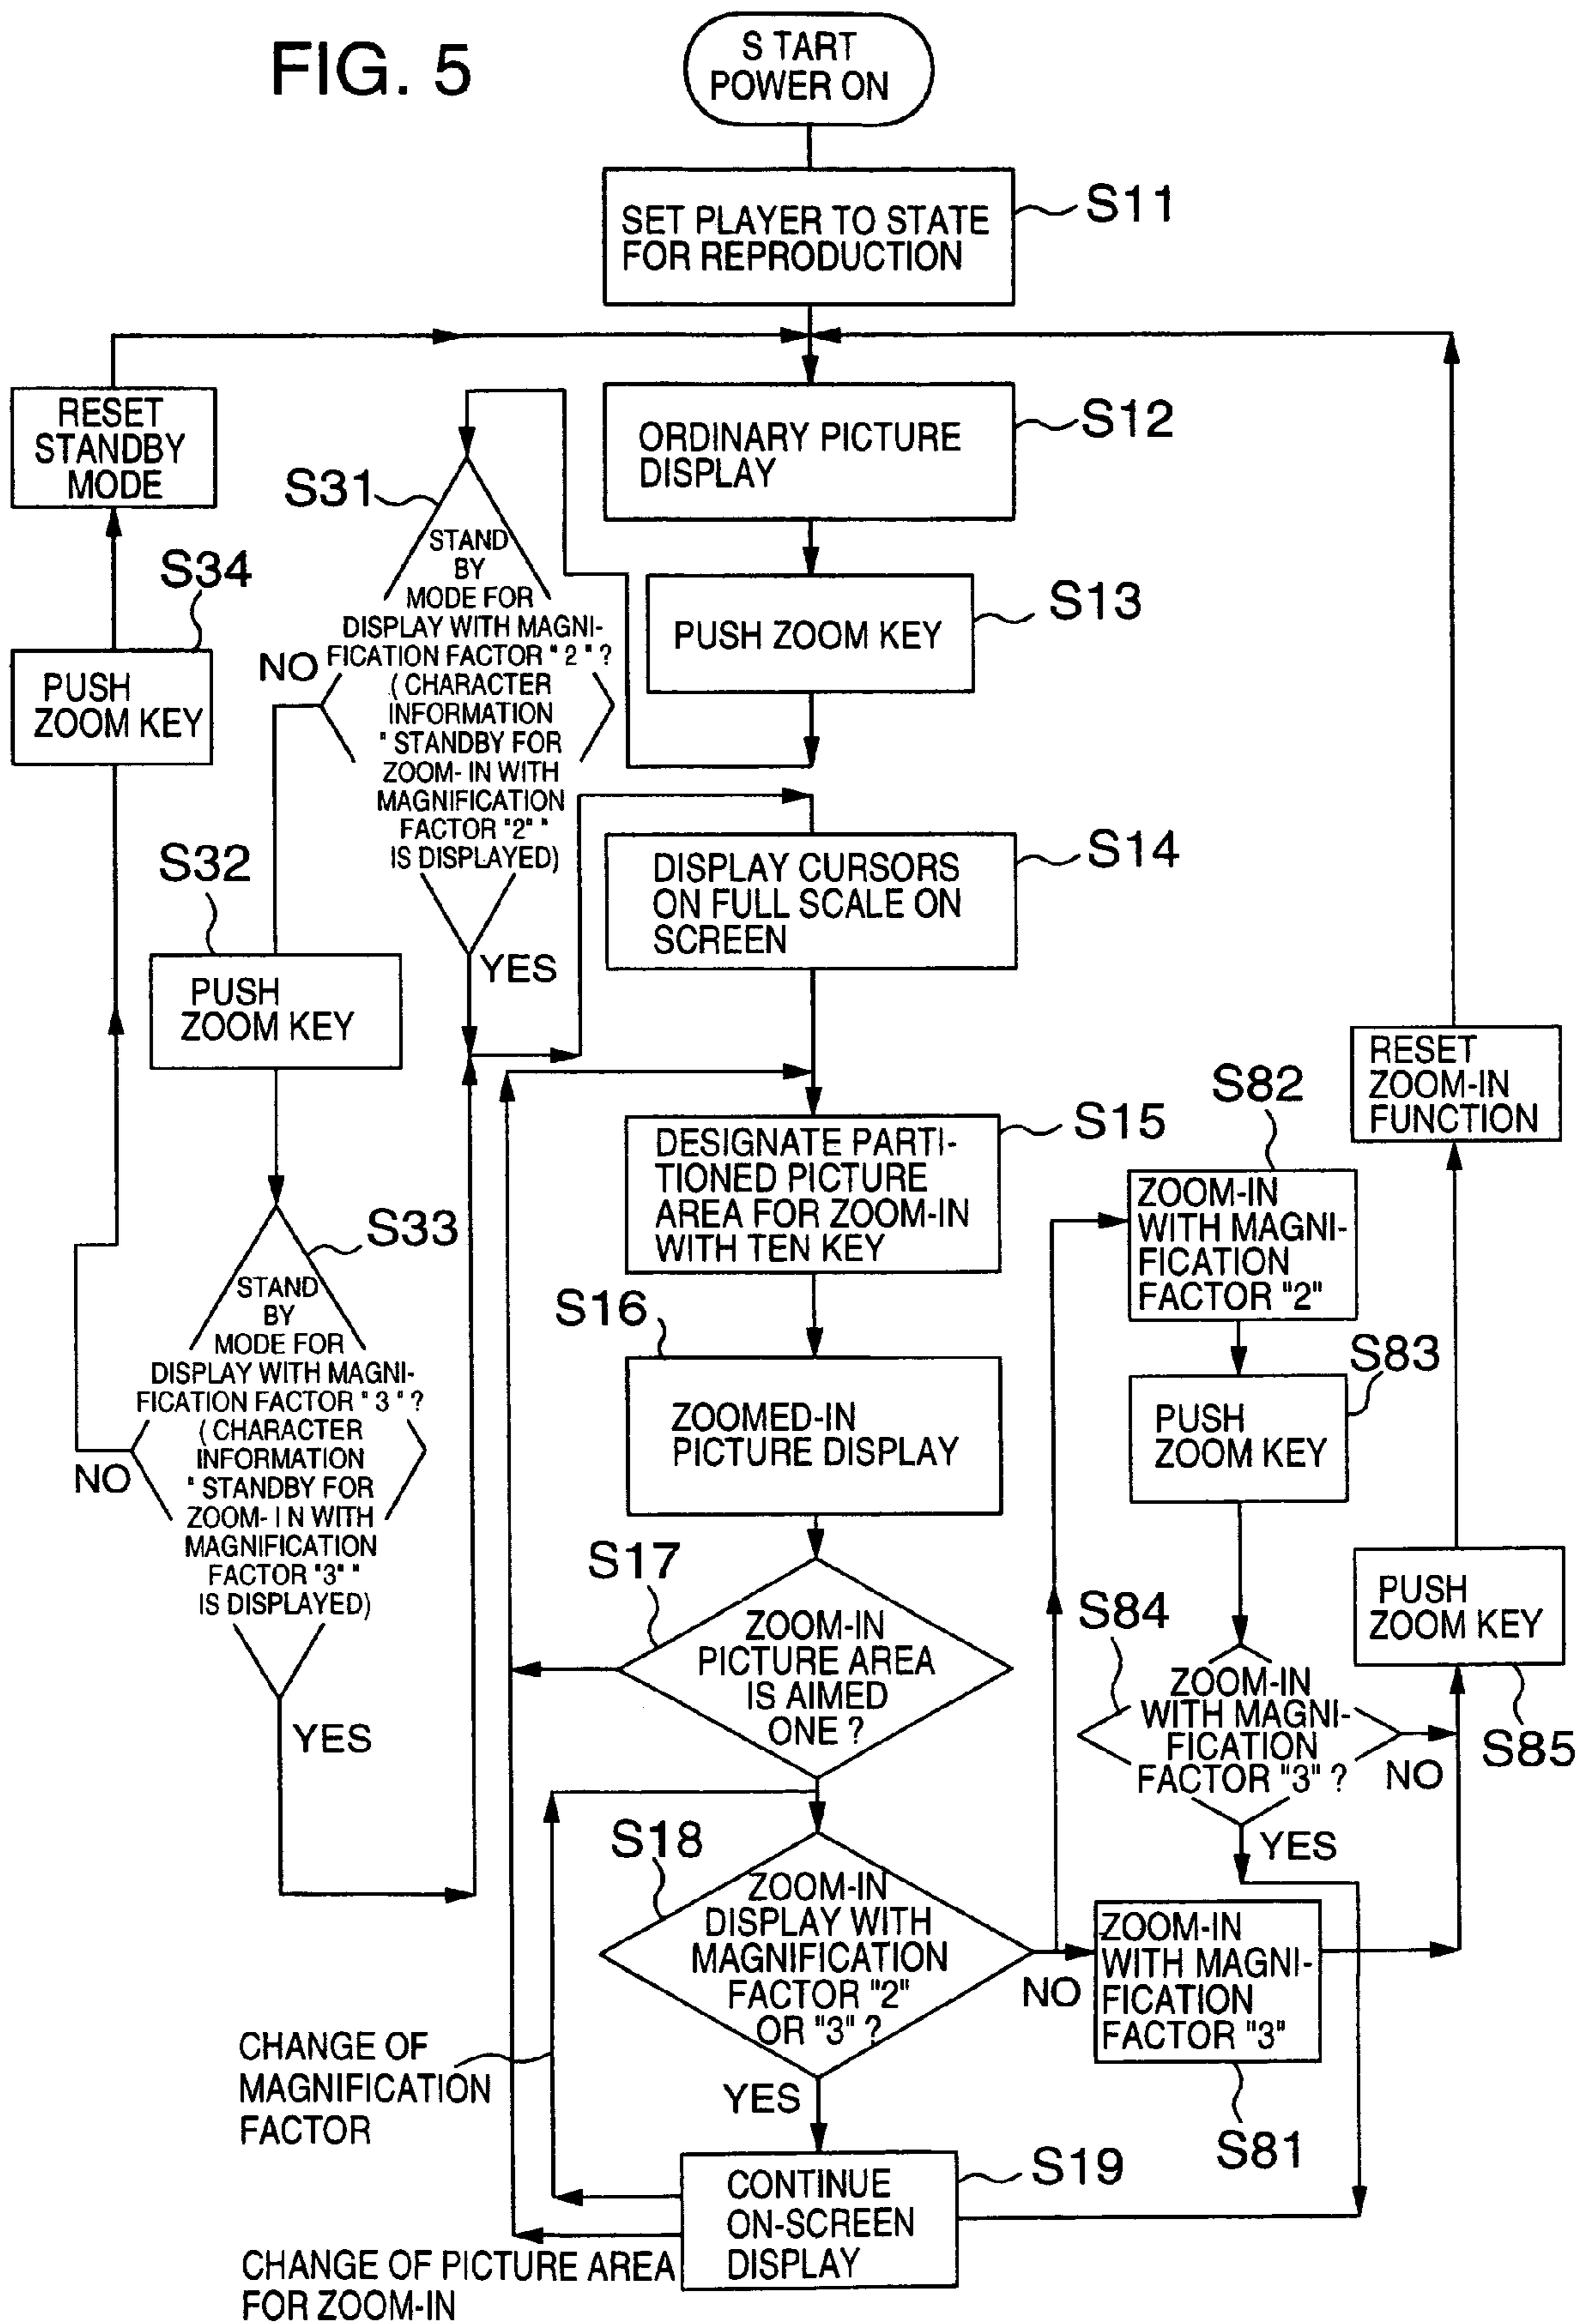 FIG. 5
S TART
POWER ON
SET PLAYER TO STATE
FOR REPRODUCTION
S11
RESET
STANDBY
MODE
ORDINARY PICTURE
DISPLAY
S12
S31
STAND
BY
MODE FOR
DISPLAY WITH MAGNI-
FICATION FACTOR " 2 " ?
( CHARACTER
INFORMATION
" STANDBY FOR
ZOOM- IN WITH
MAGNIFICATION
FACTOR "2" "
IS DISPLAYED)
NO
YES
S34
PUSH
ZOOM KEY
PUSH ZOOM KEY
S13
DISPLAY CURSORS
ON FULL SCALE ON
SCREEN
S14
S32
PUSH
ZOOM KEY
S33
STAND
BY
MODE FOR
DISPLAY WITH MAGNI-
FICATION FACTOR " 3 " ?
( CHARACTER
INFORMATION
" STANDBY FOR
ZOOM- I N WITH
MAGNIFICATION
FACTOR "3" "
IS DISPLAYED)
NO
YES
DESIGNATE PARTI-
TIONED PICTURE
AREA FOR ZOOM-IN
WITH TEN KEY
S15
S16
ZOOMED-IN
PICTURE DISPLAY
S17
ZOOM-IN
PICTURE AREA
IS AIMED
ONE ?
S18
ZOOM-IN
DISPLAY WITH
MAGNIFICATION
FACTOR "2"
OR "3" ?
NO
YES
RESET
ZOOM-IN
FUNCTION
S82
ZOOM-IN
WITH MAGNI-
FICATION
FACTOR "2"
S83
PUSH
ZOOM KEY
S84
ZOOM-IN
WITH MAGNI-
FICATION
FACTOR "3" ?
NO
YES
PUSH
ZOOM KEY
S85
ZOOM-IN
WITH MAGNI-
FICATION
FACTOR "3"
S81
CHANGE OF
MAGNIFICATION
FACTOR
CONTINUE
ON-SCREEN
DISPLAY
S19
CHANGE OF PICTURE AREA
FOR ZOOM-IN